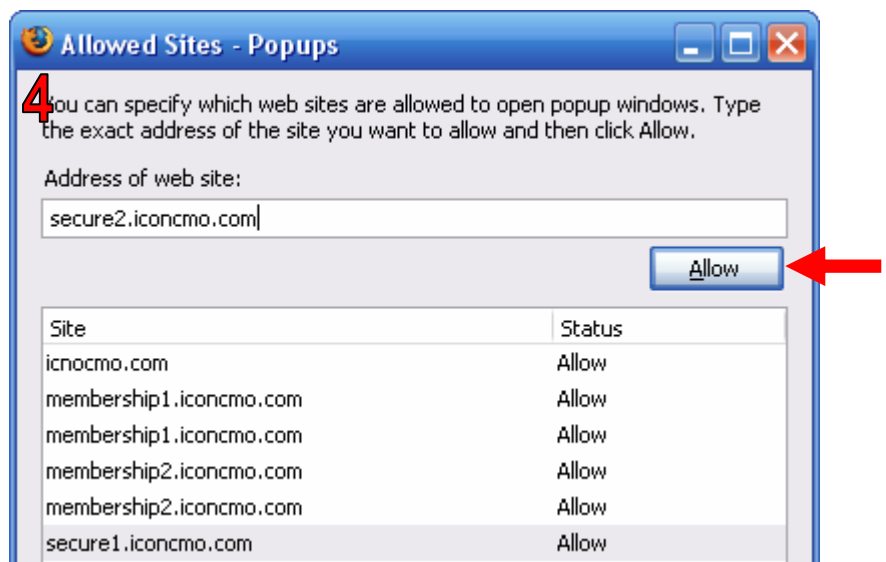 Allowed Sites - Popups
4
You can specify which web sites are allowed to open popup windows. Type
the exact address of the site you want to allow and then click Allow.
Address of web site:
secure2.iconcmo.com
Allow
Site Status
icnocmo.com Allow
membership1.iconcmo.com Allow
membership1.iconcmo.com Allow
membership2.iconcmo.com Allow
membership2.iconcmo.com Allow
secure1.iconcmo.com Allow